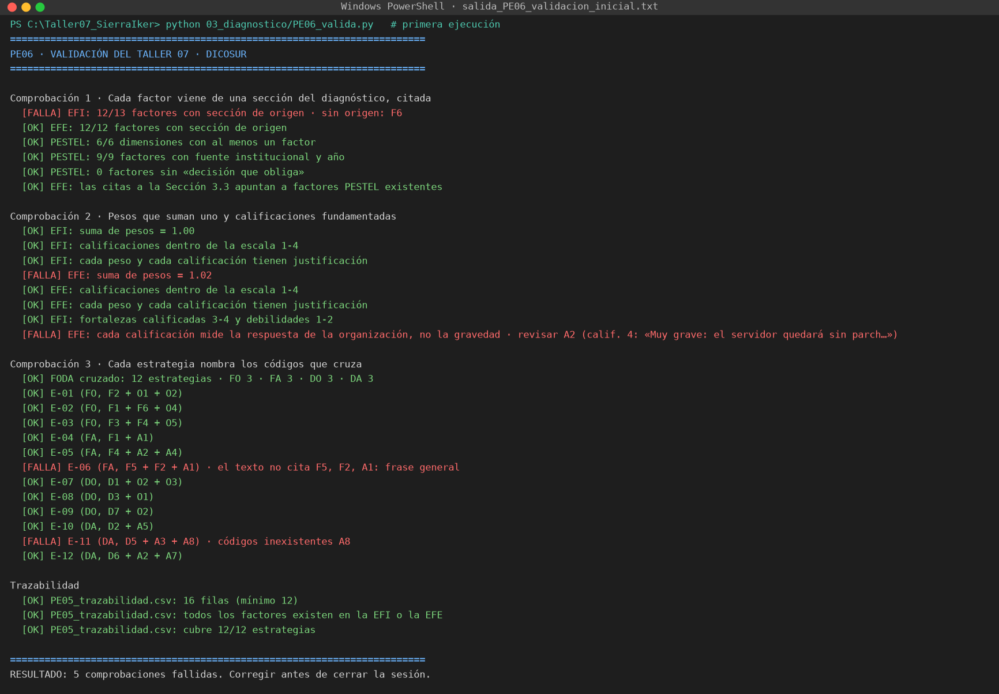 Windows PowerShell · salida_PE06_validacion_inicial.txt
PS C:\Taller07_SierraIker> python 03_diagnostico/PE06_valida.py   # primera ejecución
========================================================================
PE06 · VALIDACIÓN DEL TALLER 07 · DICOSUR
========================================================================
Comprobación 1 · Cada factor viene de una sección del diagnóstico, citada
  [FALLA] EFI: 12/13 factores con sección de origen · sin origen: F6
  [OK] EFE: 12/12 factores con sección de origen
  [OK] PESTEL: 6/6 dimensiones con al menos un factor
  [OK] PESTEL: 9/9 factores con fuente institucional y año
  [OK] PESTEL: 0 factores sin «decisión que obliga»
  [OK] EFE: las citas a la Sección 3.3 apuntan a factores PESTEL existentes
Comprobación 2 · Pesos que suman uno y calificaciones fundamentadas
  [OK] EFI: suma de pesos = 1.00
  [OK] EFI: calificaciones dentro de la escala 1-4
  [OK] EFI: cada peso y cada calificación tienen justificación
  [FALLA] EFE: suma de pesos = 1.02
  [OK] EFE: calificaciones dentro de la escala 1-4
  [OK] EFE: cada peso y cada calificación tienen justificación
  [OK] EFI: fortalezas calificadas 3-4 y debilidades 1-2
  [FALLA] EFE: cada calificación mide la respuesta de la organización, no la gravedad · revisar A2 (calif. 4: «Muy grave: el servidor quedará sin parch…»)
Comprobación 3 · Cada estrategia nombra los códigos que cruza
  [OK] FODA cruzado: 12 estrategias · FO 3 · FA 3 · DO 3 · DA 3
  [OK] E-01 (FO, F2 + O1 + O2)
  [OK] E-02 (FO, F1 + F6 + O4)
  [OK] E-03 (FO, F3 + F4 + O5)
  [OK] E-04 (FA, F1 + A1)
  [OK] E-05 (FA, F4 + A2 + A4)
  [FALLA] E-06 (FA, F5 + F2 + A1) · el texto no cita F5, F2, A1: frase general
  [OK] E-07 (DO, D1 + O2 + O3)
  [OK] E-08 (DO, D3 + O1)
  [OK] E-09 (DO, D7 + O2)
  [OK] E-10 (DA, D2 + A5)
  [FALLA] E-11 (DA, D5 + A3 + A8) · códigos inexistentes A8
  [OK] E-12 (DA, D6 + A2 + A7)
Trazabilidad
  [OK] PE05_trazabilidad.csv: 16 filas (mínimo 12)
  [OK] PE05_trazabilidad.csv: todos los factores existen en la EFI o la EFE
  [OK] PE05_trazabilidad.csv: cubre 12/12 estrategias
========================================================================
RESULTADO: 5 comprobaciones fallidas. Corregir antes de cerrar la sesión.